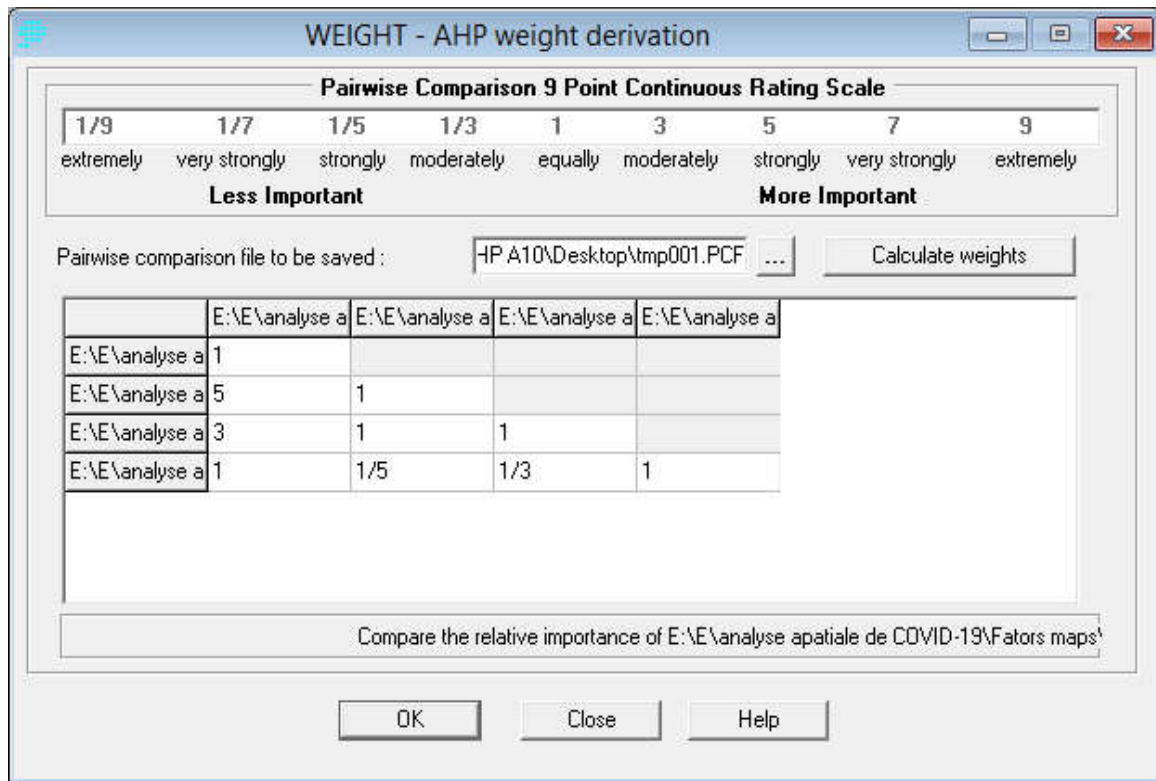 WEIGHT - AHP weight derivation
Pairwise Comparison 9 Point Continuous Rating Scale
1/9 1/7 1/5 1/3 1 3 5 7 9
extremely very strongly strongly moderately equally moderately strongly very strongly extremely
Less Important More Important
Pairwise comparison file to be saved : HP A10\Desktop\tmp001.PCF ... Calculate weights
E:\E\analyse a E:\E\analyse a E:\E\analyse a E:\E\analyse a
E:\E\analyse a 1
E:\E\analyse a 5 1
E:\E\analyse a 3 1 1
E:\E\analyse a 1 1/5 1/3 1
Compare the relative importance of E:\E\analyse apatiale de COVID-19\Fators maps\
OK Close Help